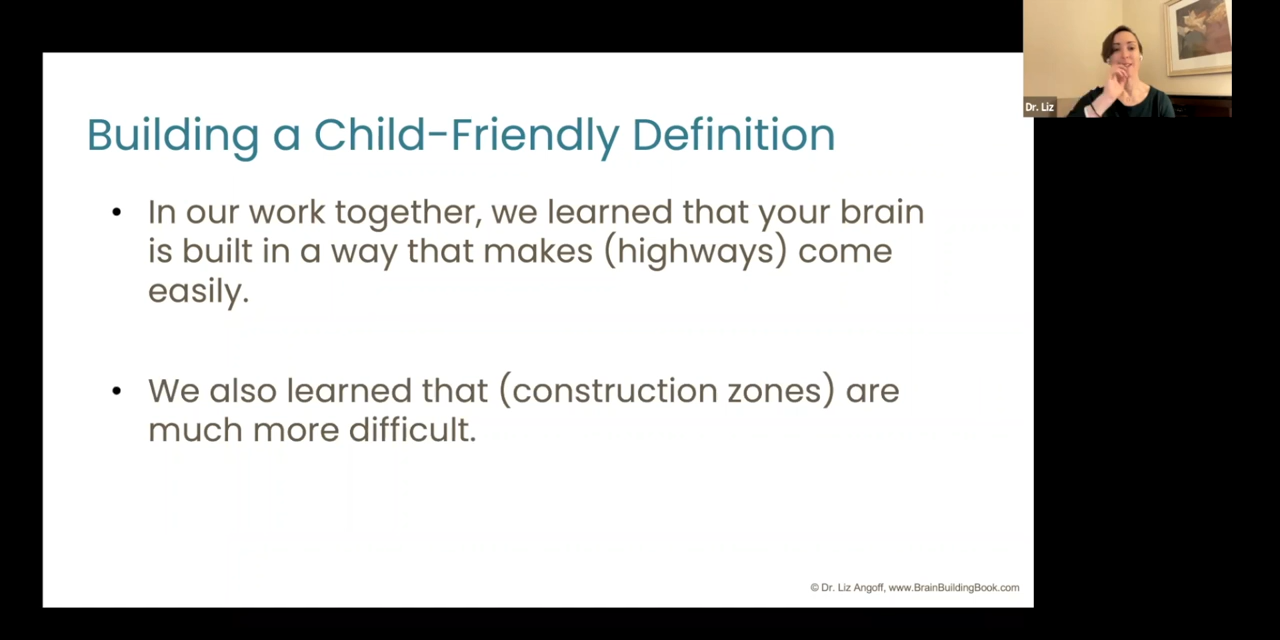 Building a Child-Friendly Definition
• In our work together, we learned that your brain
is built in a way that makes (highways) come
easily.
• We also learned that (construction zones) are
much more difficult.
© Dr. Liz Angoff, www.BrainBuildingBook.com
Dr. Liz